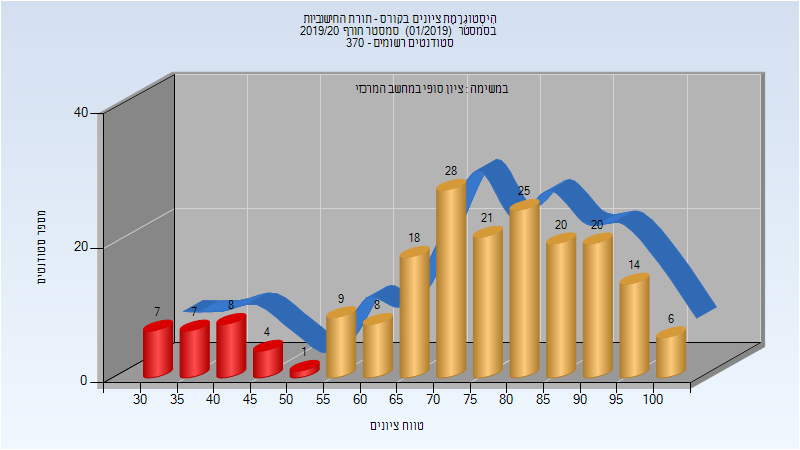 היסטוגרמת ציונים בקורס - תורת החישוביות
בסמסטר (01/2019) סמסטר חורף 2019/20
סטודנטים רשומים - 370
במשימה : ציון סופי במחשב המרכזי
40
20
0
מספר סטודנטים
7
7
8
4
1
9
8
18
28
21
25
20
20
14
6
30 35 40 45 50 55 60 65 70 75 80 85 90 95 100
טווח ציונים